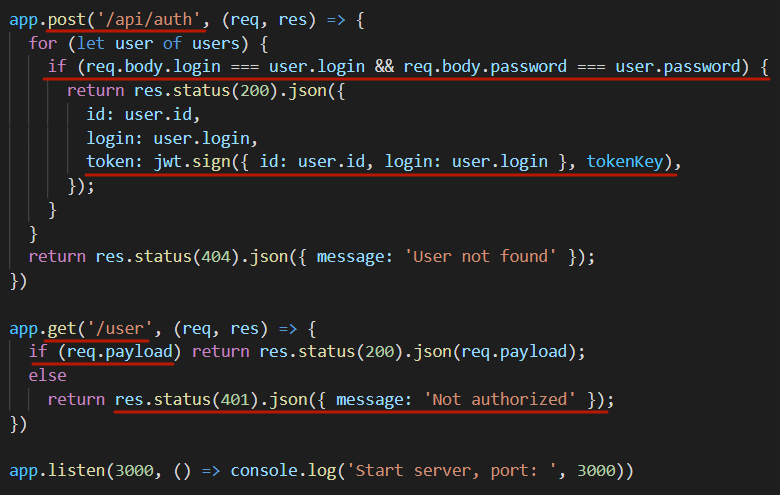 app.post('/api/auth', (req, res) => {
  for (let user of users) {
    if (req.body.login === user.login && req.body.password === user.password) {
      return res.status(200).json({
        id: user.id,
        login: user.login,
        token: jwt.sign({ id: user.id, login: user.login }, tokenKey),
      });
    }
  }
  return res.status(404).json({ message: 'User not found' });
})

app.get('/user', (req, res) => {
  if (req.payload) return res.status(200).json(req.payload);
  else
    return res.status(401).json({ message: 'Not authorized' });
})

app.listen(3000, () => console.log('Start server, port: ', 3000))